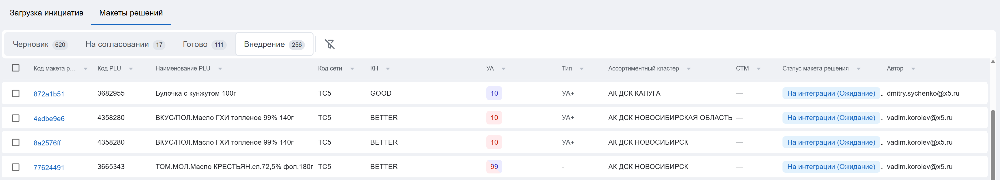 Загрузка инициатив Макеты решений
Черновик 620 На согласовании 17 Готово 111 Внедрение 256
Код макета р... Код PLU Наименование PLU Код сети КН УА Тип Ассортиментный кластер СТМ Статус макета решения Автор
872a1b51 3682955 Булочка с кунжутом 100г ТС5 GOOD 10 УА+ АК ДСК КАЛУГА — На интеграции (Ожидание) .. dmitry.sychenko@x5.ru
4edbe9e6 4358280 ВКУС/ПОЛ.Масло ГХИ топленое 99% 140г ТС5 BETTER 10 УА+ АК ДСК НОВОСИБИРСКАЯ ОБЛАСТЬ — На интеграции (Ожидание) .. vadim.korolev@x5.ru
8a2576ff 4358280 ВКУС/ПОЛ.Масло ГХИ топленое 99% 140г ТС5 BETTER 10 УА+ АК ДСК НОВОСИБИРСК — На интеграции (Ожидание) .. vadim.korolev@x5.ru
77624491 3665343 ТОМ.МОЛ.Масло КРЕСТЬЯН.сл.72,5% фол.180г ТС5 BETTER 99 - АК ДСК НОВОСИБИРСК — На интеграции (Ожидание) .. vadim.korolev@x5.ru